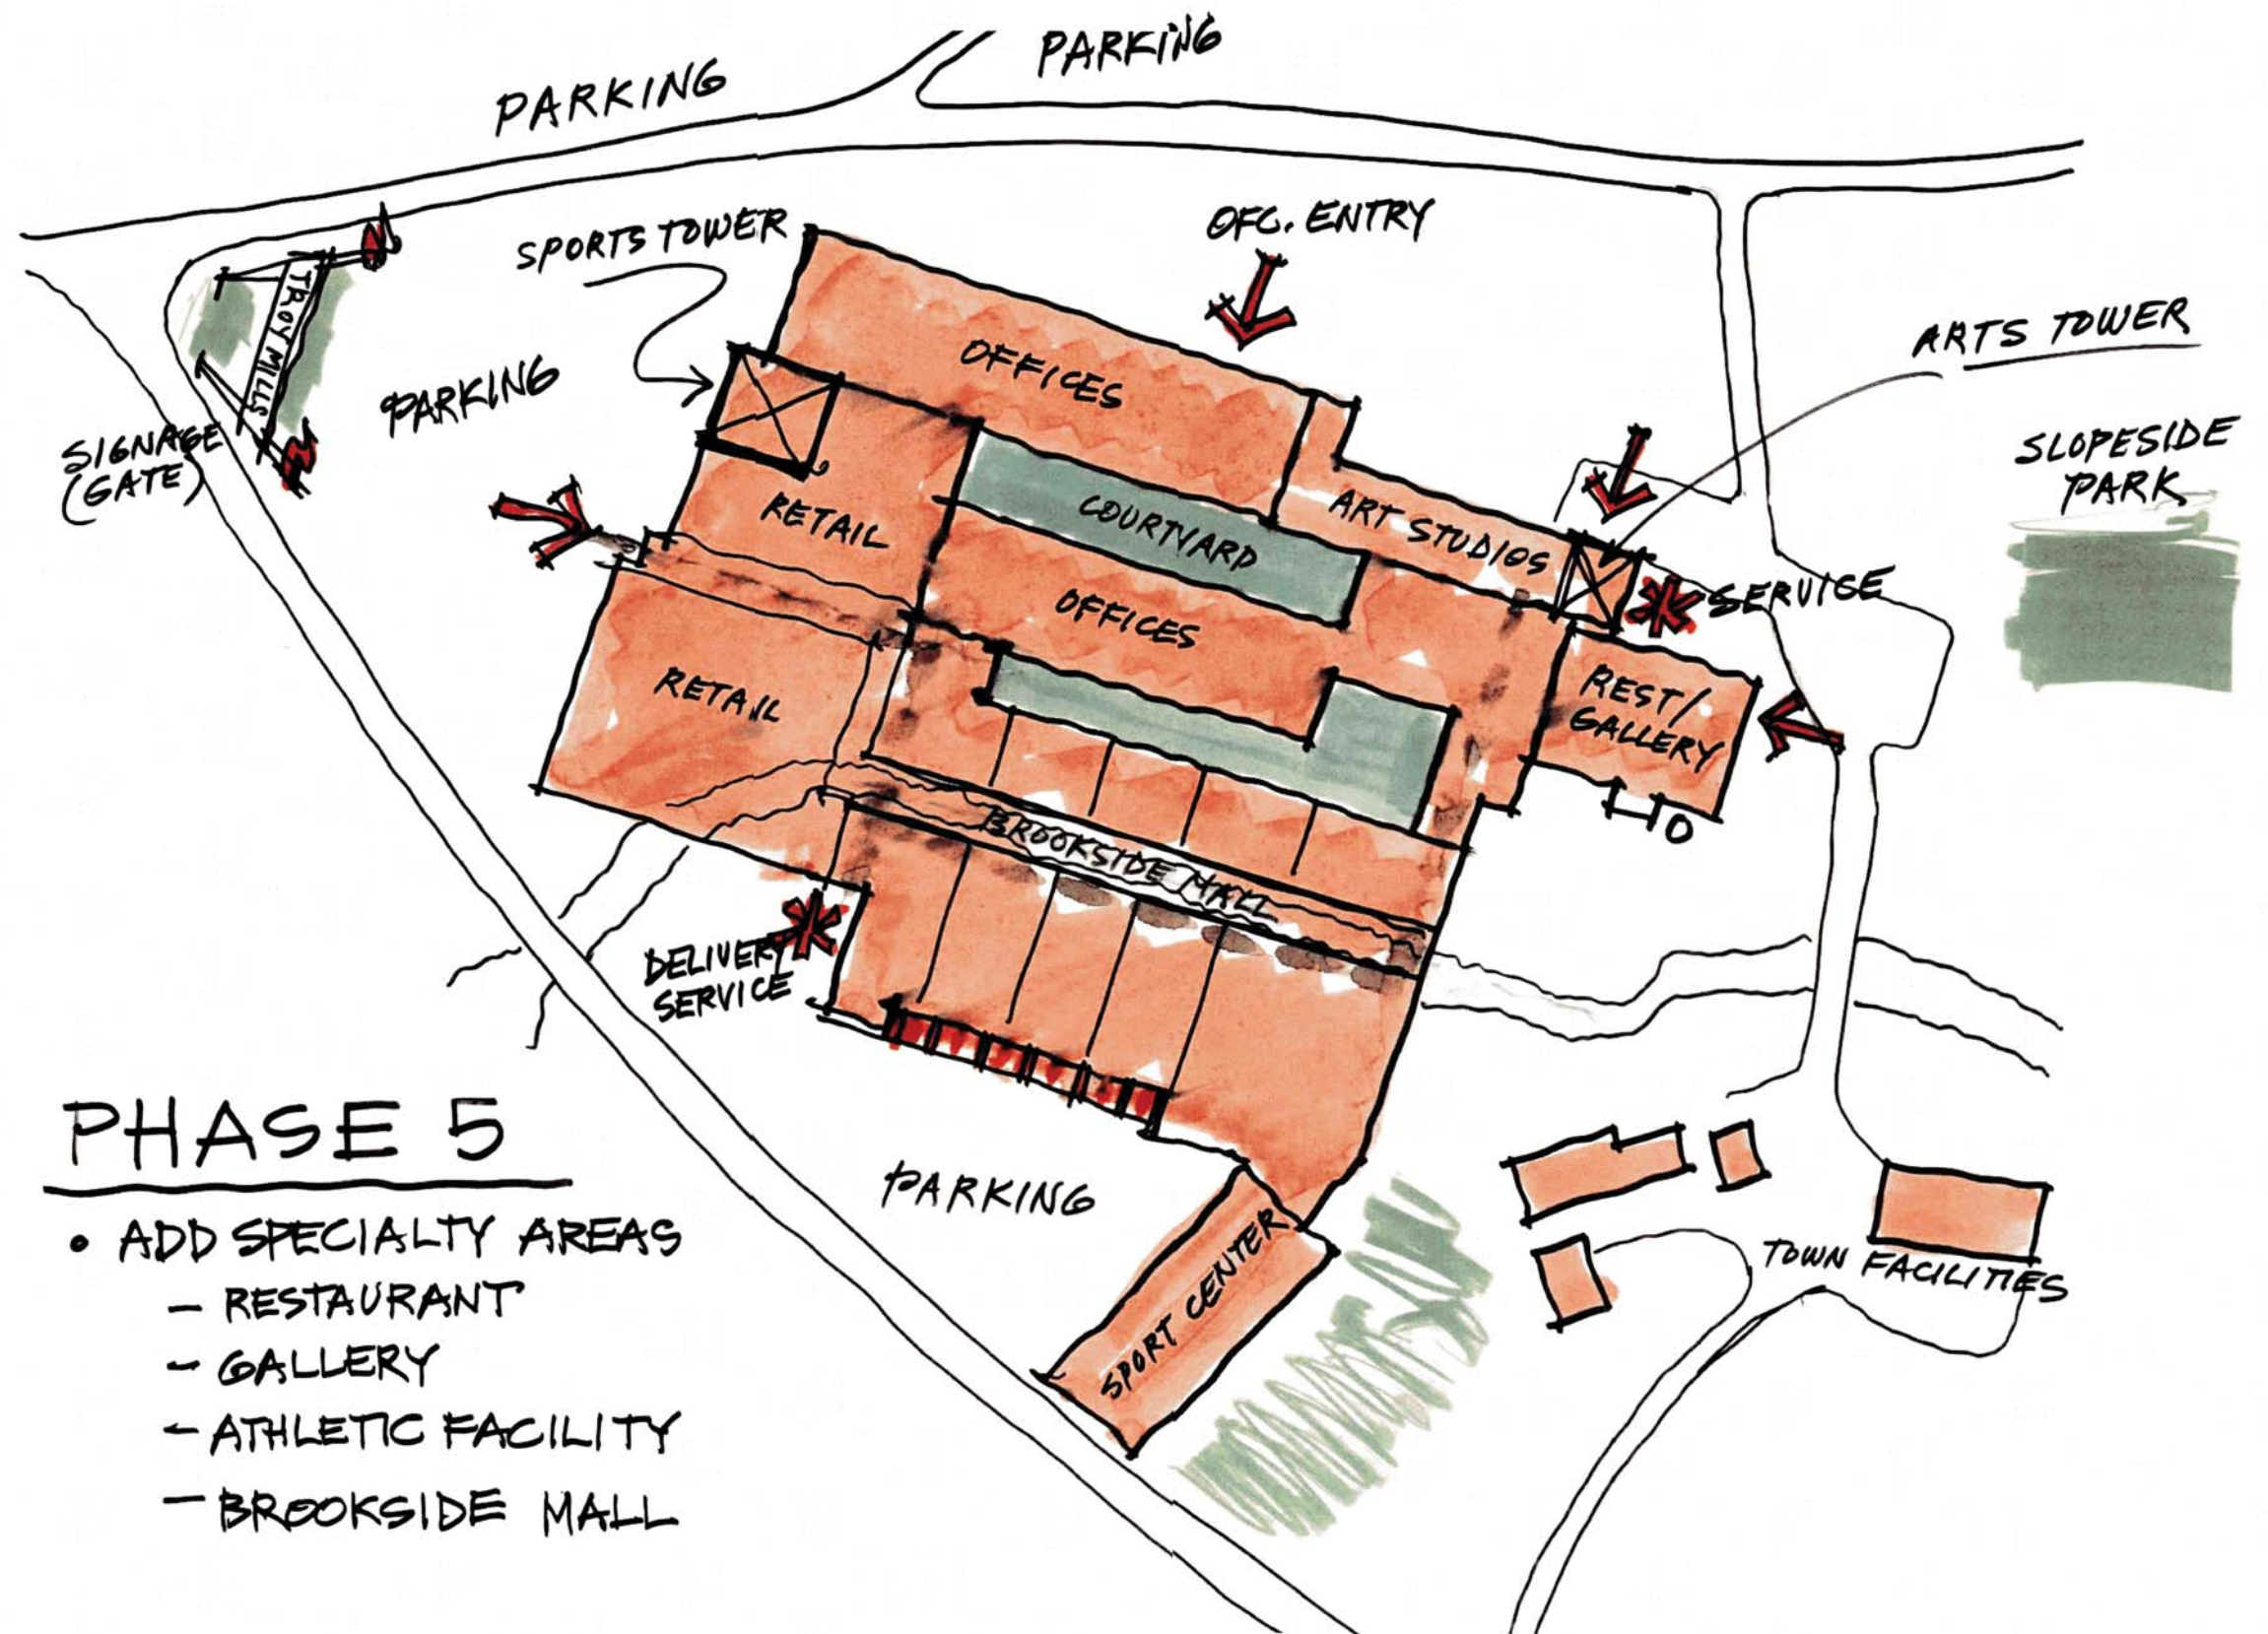 PARKING
PARKING
SPORTS TOWER
OFC. ENTRY
ARTS TOWER
TROY MILLS
SIGNAGE
(GATE)
PARKING
OFFICES
SLOPESIDE
PARK
RETAIL
COURTYARD
ART STUDIOS
SERVICE
OFFICES
RETAIL
REST/
GALLERY
BROOKSIDE MALL
DELIVERY
SERVICE
PARKING
SPORT CENTER
TOWN FACILITIES
PHASE 5
• ADD SPECIALTY AREAS
- RESTAURANT
- GALLERY
- ATHLETIC FACILITY
- BROOKSIDE MALL